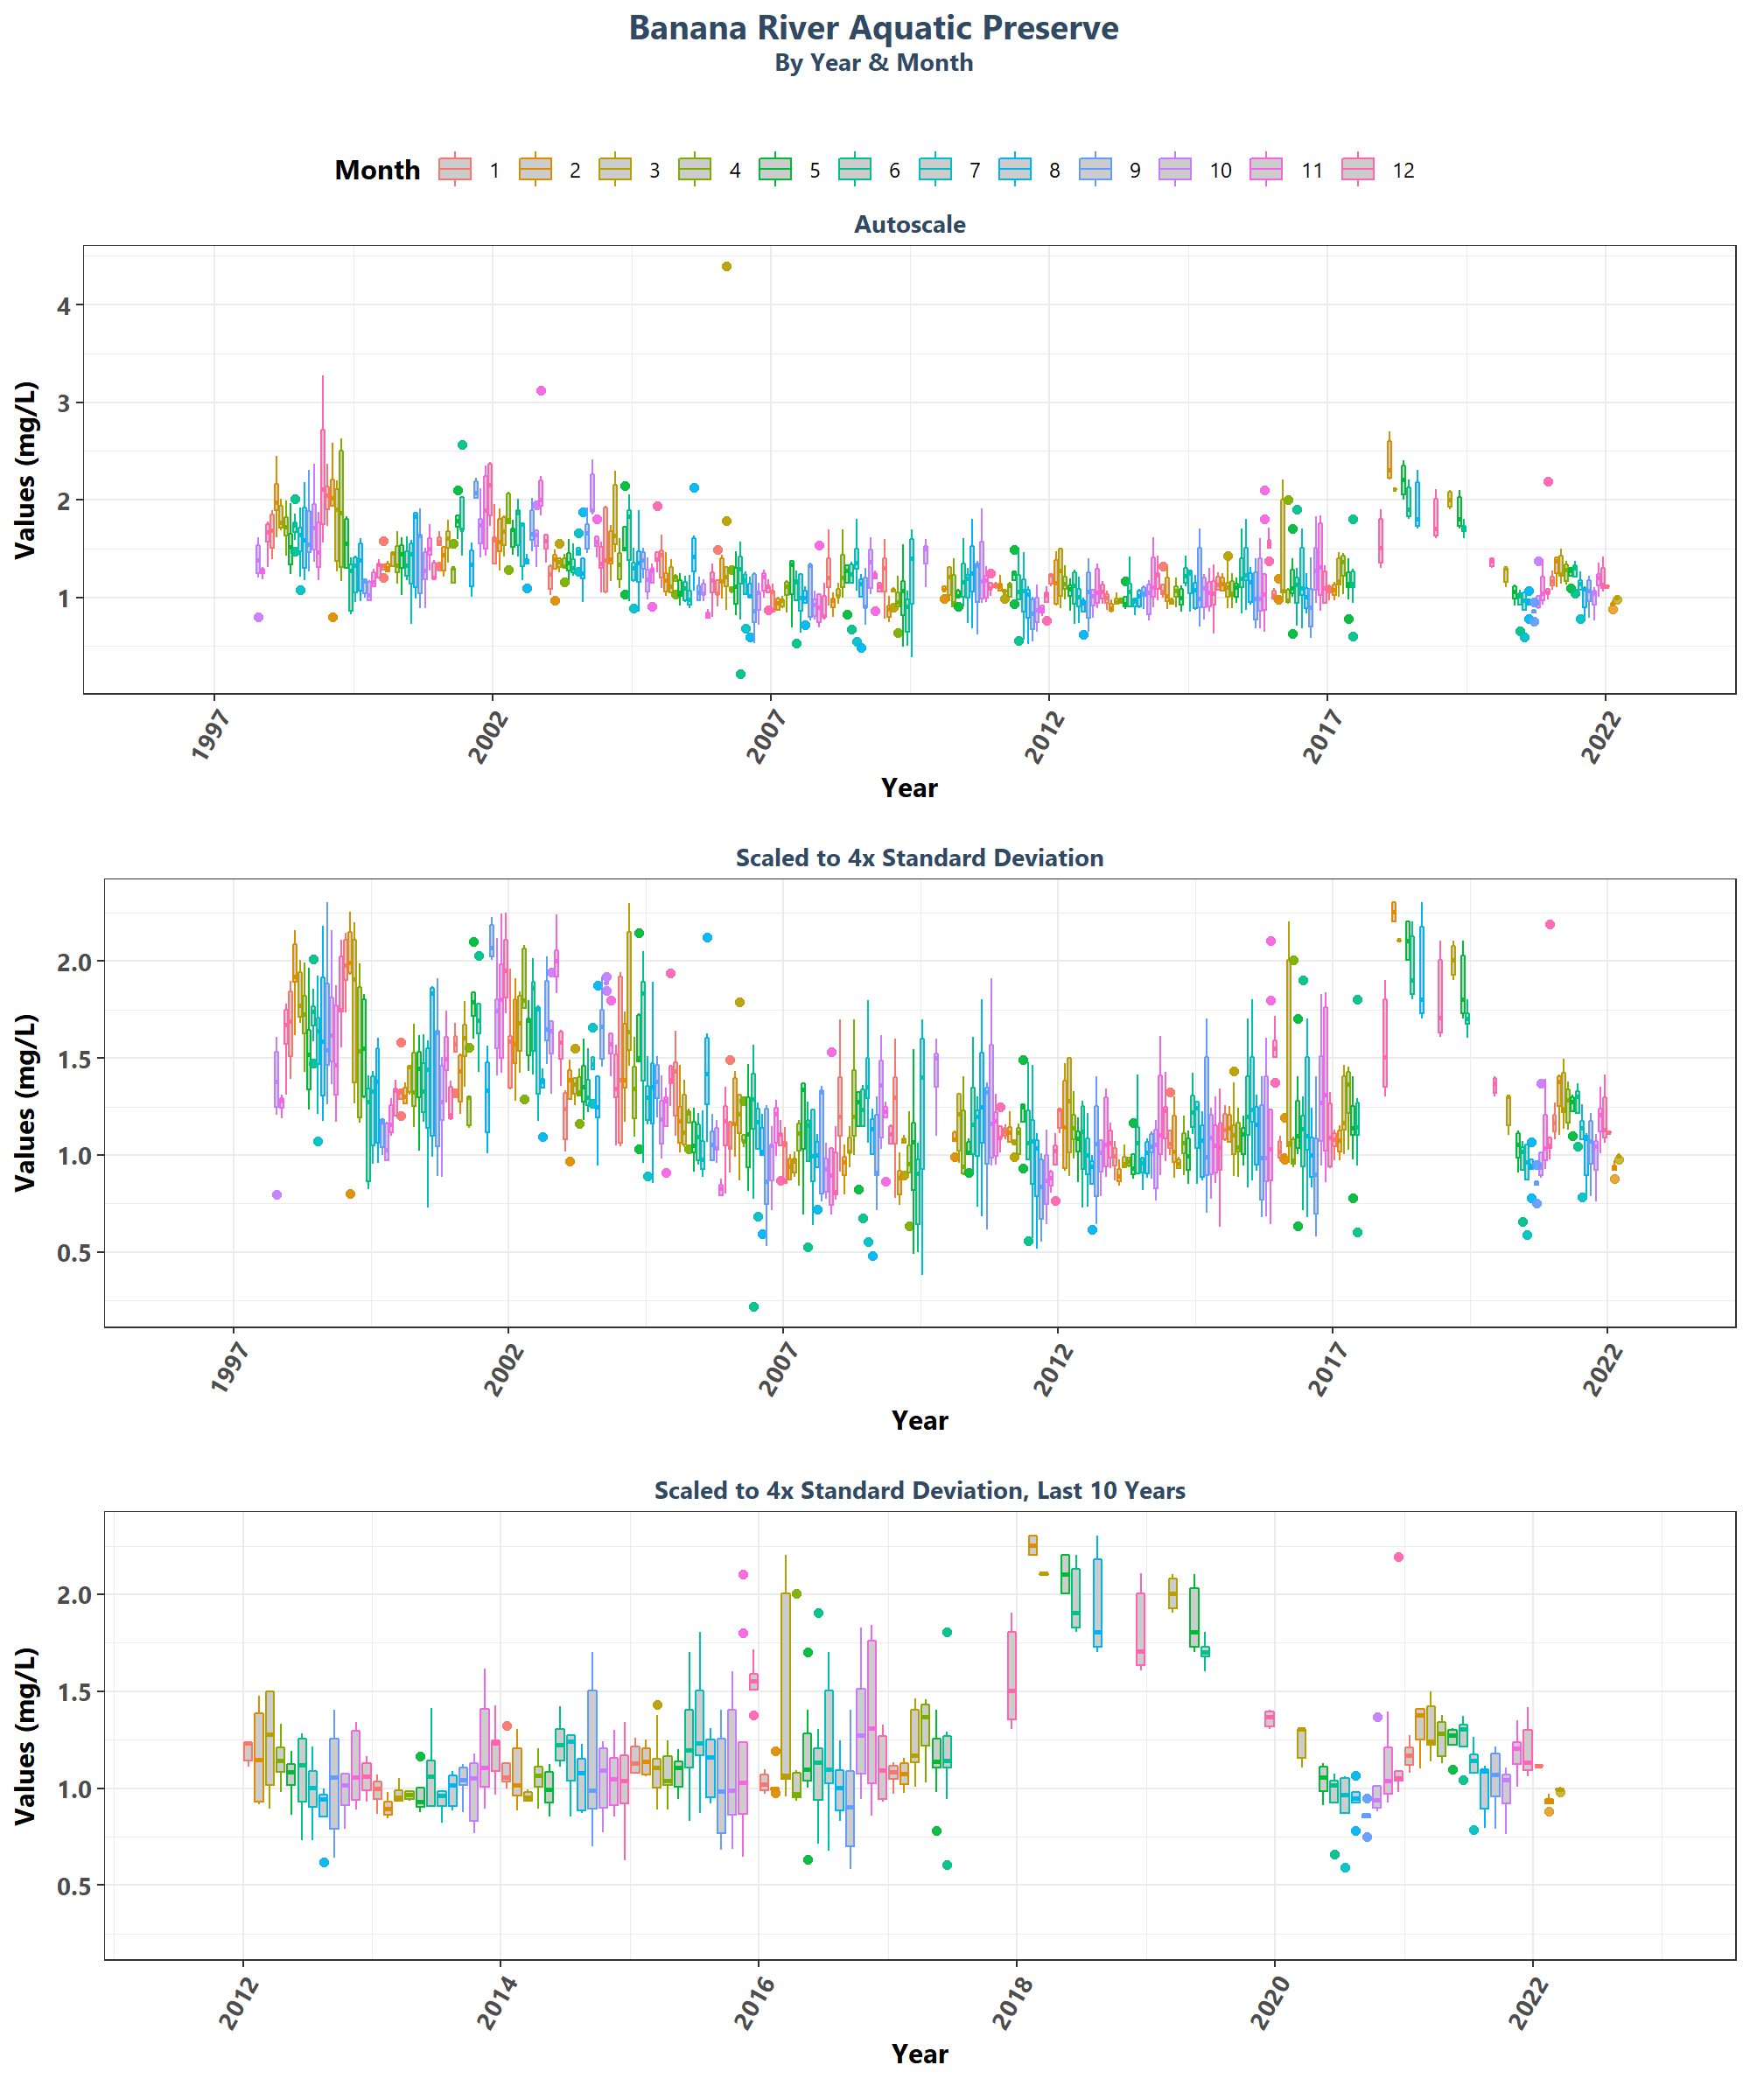 Banana River Aquatic Preserve
By Year & Month
Month 1 2 3 4 5 6 7 8 9 10 11 12
Autoscale
Values (mg/L)
4
3
2
1
1997 2002 2007 2012 2017 2022
Year
Scaled to 4x Standard Deviation
Values (mg/L)
2.0
1.5
1.0
0.5
1997 2002 2007 2012 2017 2022
Year
Scaled to 4x Standard Deviation, Last 10 Years
Values (mg/L)
2.0
1.5
1.0
0.5
2012 2014 2016 2018 2020 2022
Year